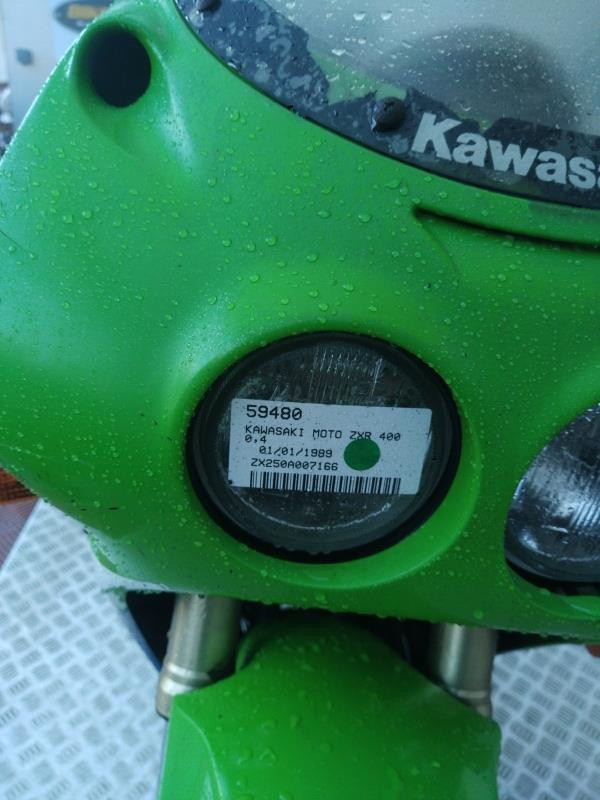 Kawasa
59480
KAWASAKI MOTO ZXR 400
0,4
01/01/1989
ZX250A007166